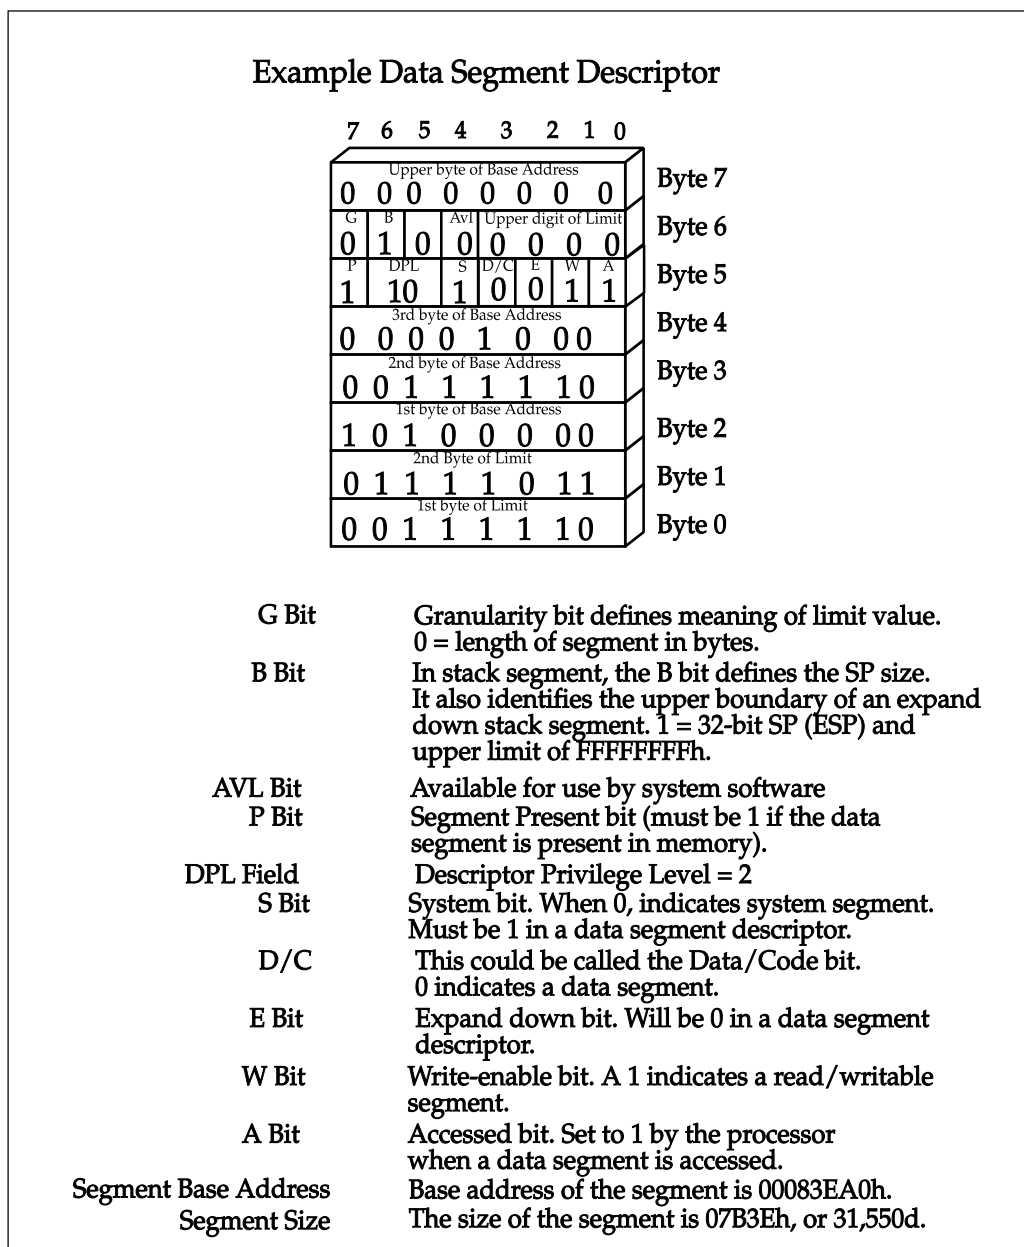 Example Data Segment Descriptor
7 6 5 4 3 2 1 0
Upper byte of Base Address
0 0 0 0 0 0 0 0 Byte 7
G B Avl Upper digit of Limit
0 1 0 0 0 0 0 0 Byte 6
P DPL S D/C E W A
1 10 1 0 0 1 1 Byte 5
3rd byte of Base Address
0 0 0 0 1 0 0 0 Byte 4
2nd byte of Base Address
0 0 1 1 1 1 1 0 Byte 3
1st byte of Base Address
1 0 1 0 0 0 0 0 Byte 2
2nd Byte of Limit
0 1 1 1 1 0 1 1 Byte 1
1st byte of Limit
0 0 1 1 1 1 1 0 Byte 0
G Bit Granularity bit defines meaning of limit value.
0 = length of segment in bytes.
B Bit In stack segment, the B bit defines the SP size.
It also identifies the upper boundary of an expand
down stack segment. 1 = 32-bit SP (ESP) and
upper limit of FFFFFFFFh.
AVL Bit Available for use by system software
P Bit Segment Present bit (must be 1 if the data
segment is present in memory).
DPL Field Descriptor Privilege Level = 2
S Bit System bit. When 0, indicates system segment.
Must be 1 in a data segment descriptor.
D/C This could be called the Data/Code bit.
0 indicates a data segment.
E Bit Expand down bit. Will be 0 in a data segment
descriptor.
W Bit Write-enable bit. A 1 indicates a read/writable
segment.
A Bit Accessed bit. Set to 1 by the processor
when a data segment is accessed.
Segment Base Address Base address of the segment is 00083EA0h.
Segment Size The size of the segment is 07B3Eh, or 31,550d.